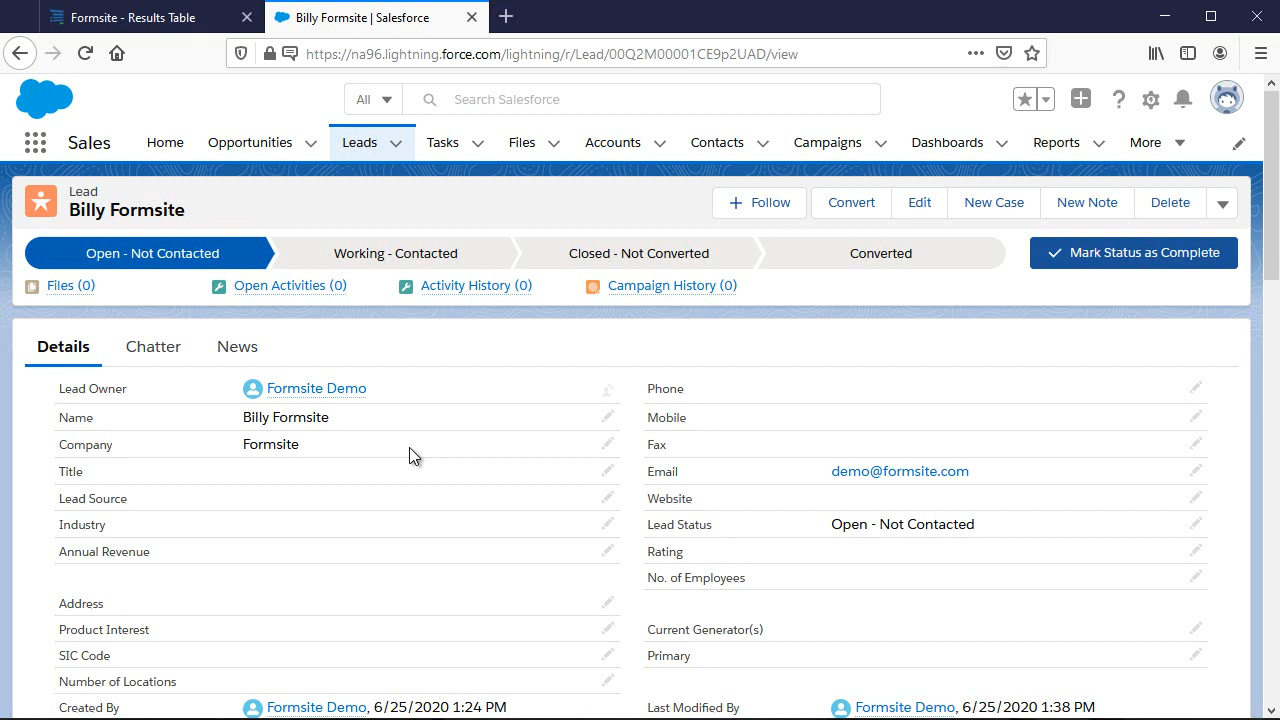 Formsite - Results Table
Billy Formsite | Salesforce
https://na96.lightning.force.com/lightning/r/Lead/00Q2M00001CE9p2UAD/view
All
Search Salesforce
Sales
Home
Opportunities
Leads
Tasks
Files
Accounts
Contacts
Campaigns
Dashboards
Reports
More
Lead
Billy Formsite
Follow
Convert
Edit
New Case
New Note
Delete
Open - Not Contacted
Working - Contacted
Closed - Not Converted
Converted
Mark Status as Complete
Files (0)
Open Activities (0)
Activity History (0)
Campaign History (0)
Details
Chatter
News
Lead Owner
Formsite Demo
Phone
Name
Billy Formsite
Mobile
Company
Formsite
Fax
Title
Email
demo@formsite.com
Lead Source
Website
Industry
Lead Status
Open - Not Contacted
Annual Revenue
Rating
No. of Employees
Address
Product Interest
Current Generator(s)
SIC Code
Primary
Number of Locations
Created By
Formsite Demo, 6/25/2020 1:24 PM
Last Modified By
Formsite Demo, 6/25/2020 1:38 PM